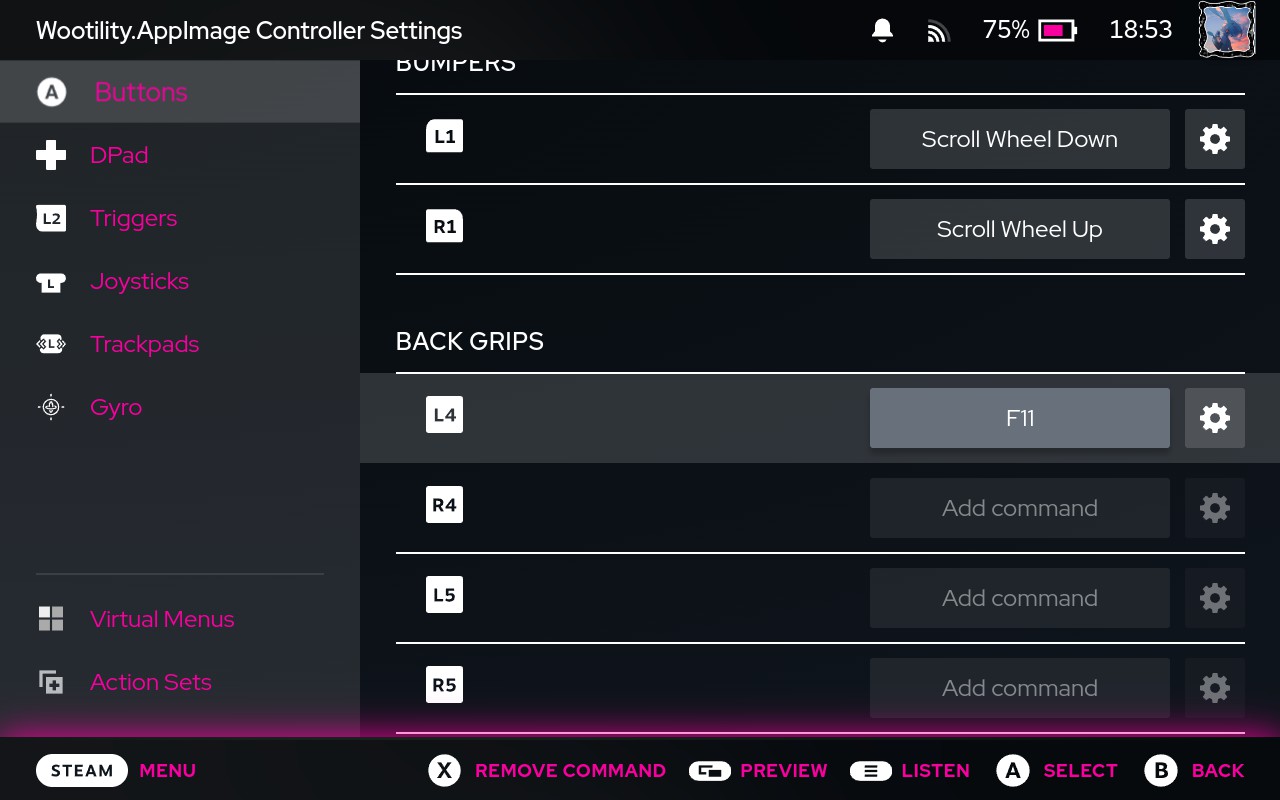 Wootility.AppImage Controller Settings
75%
18:53
A Buttons
DPad
L2 Triggers
L Joysticks
L Trackpads
Gyro
Virtual Menus
Action Sets
BUMPERS
L1 Scroll Wheel Down
R1 Scroll Wheel Up
BACK GRIPS
L4 F11
R4 Add command
L5 Add command
R5 Add command
STEAM MENU
X REMOVE COMMAND
PREVIEW
LISTEN
A SELECT
B BACK